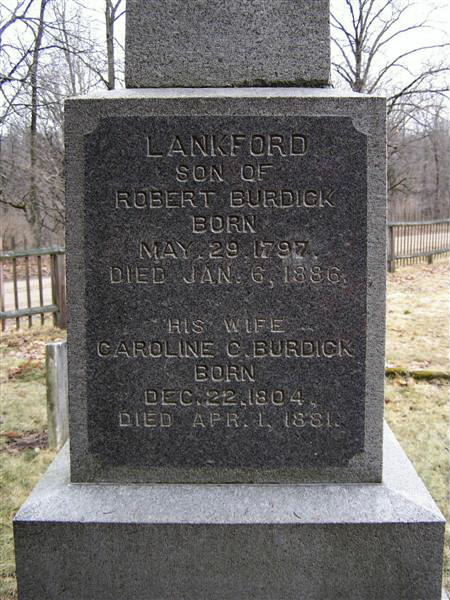 LANKFORD
SON OF
ROBERT BURDICK
BORN
MAY. 29. 1797.
DIED JAN. 6, 1886.
HIS WIFE
CAROLINE C. BURDICK
BORN
DEC. 22. 1804.
DIED APR. 1. 1881.